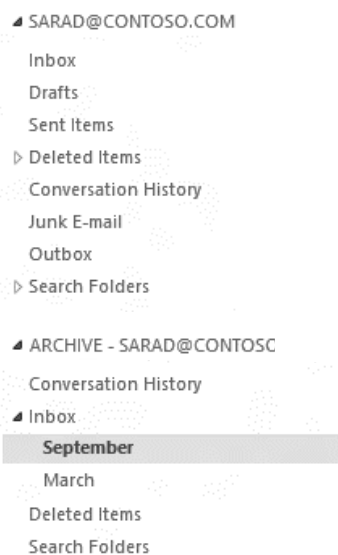 SARAD@CONTOSO.COM
Inbox
Drafts
Sent Items
Deleted Items
Conversation History
Junk E-mail
Outbox
Search Folders
ARCHIVE - SARAD@CONTOSC
Conversation History
Inbox
September
March
Deleted Items
Search Folders